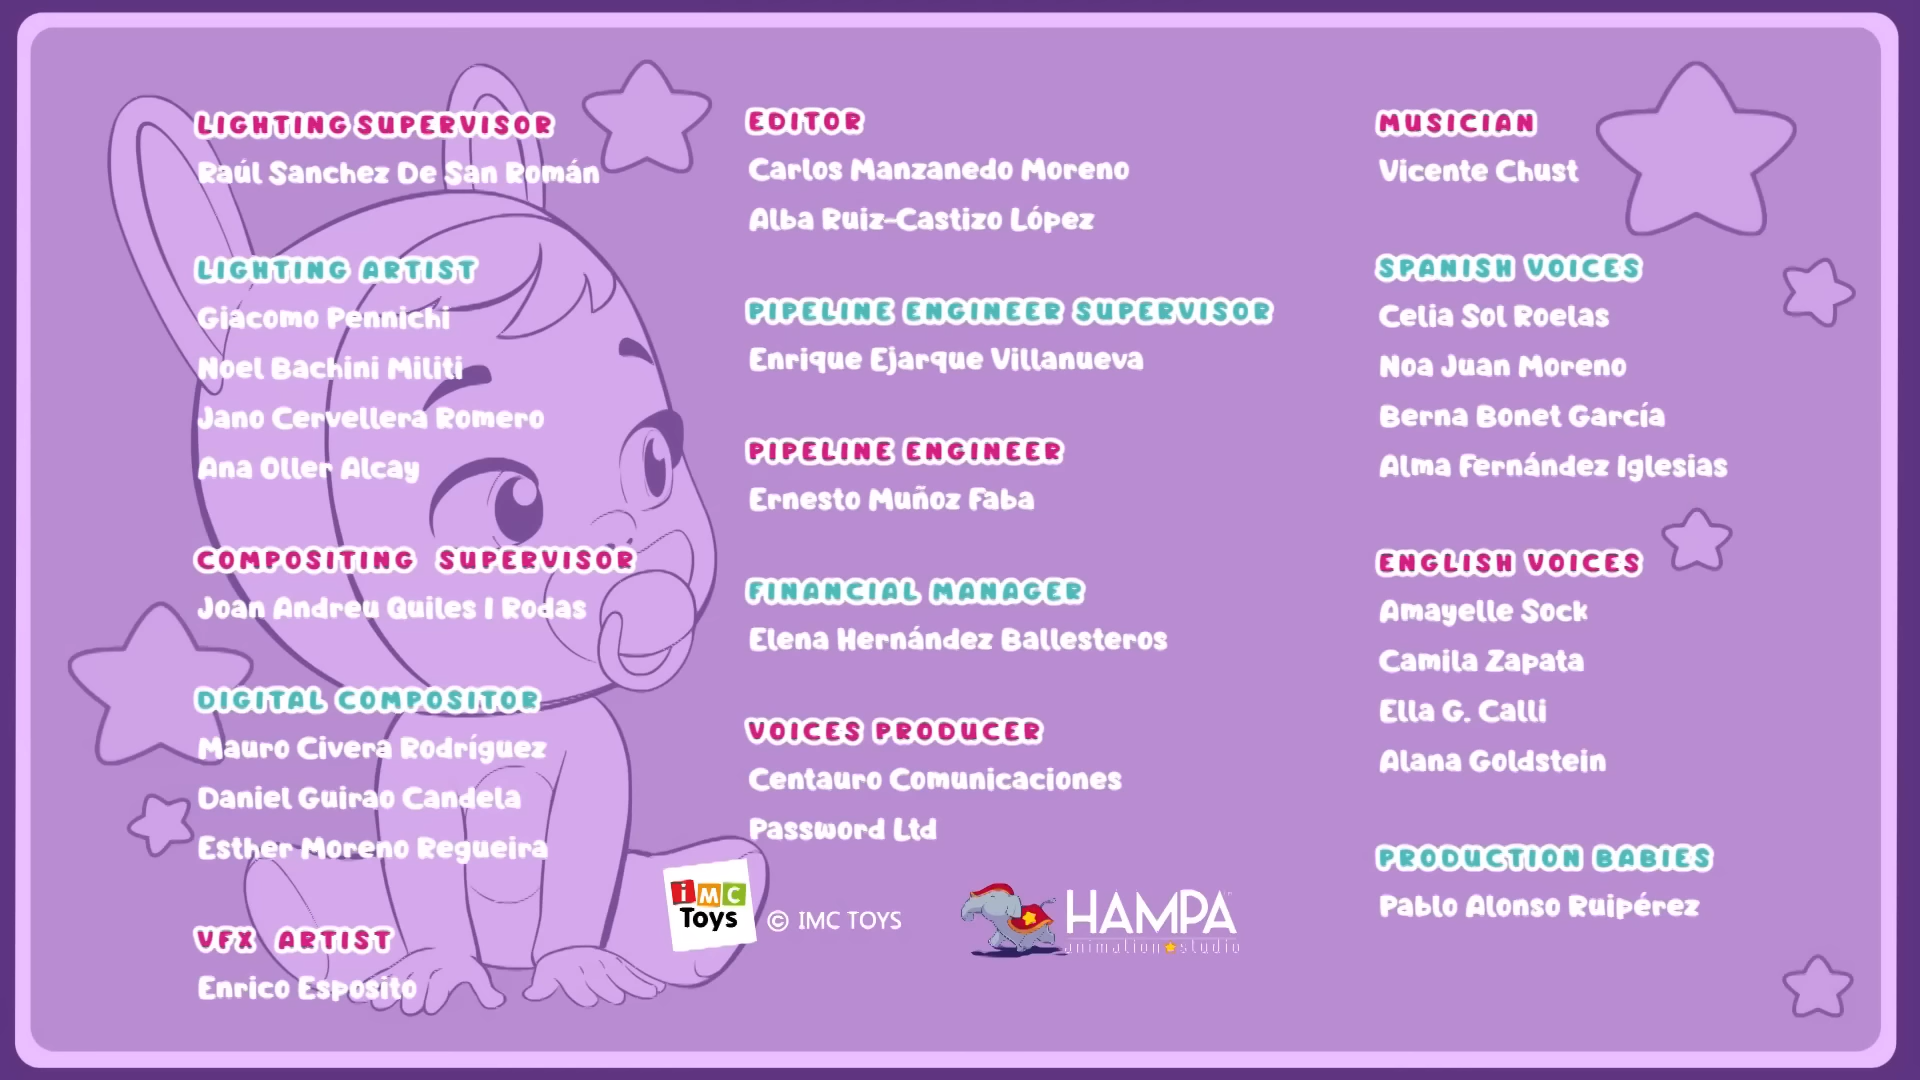 LIGHTING SUPERVISOR
Raúl Sanchez De San Román
LIGHTING ARTIST
Giacomo Pennichi
Noel Bachini Militi
Jano Cervellera Romero
Ana Oller Alcay
COMPOSITING SUPERVISOR
Joan Andreu Quiles I Rodas
DIGITAL COMPOSITOR
Mauro Civera Rodríguez
Daniel Guirao Candela
Esther Moreno Regueira
VFX ARTIST
Enrico Esposito
EDITOR
Carlos Manzanedo Moreno
Alba Ruiz-Castizo López
PIPELINE ENGINEER SUPERVISOR
Enrique Ejarque Villanueva
PIPELINE ENGINEER
Ernesto Muñoz Faba
FINANCIAL MANAGER
Elena Hernández Ballesteros
VOICES PRODUCER
Centauro Comunicaciones
Password Ltd
iMC
Toys
© IMC TOYS
HAMPA
animation studio
MUSICIAN
Vicente Chust
SPANISH VOICES
Celia Sol Roelas
Noa Juan Moreno
Berna Bonet García
Alma Fernández Iglesias
ENGLISH VOICES
Amayelle Sock
Camila Zapata
Ella G. Calli
Alana Goldstein
PRODUCTION BABIES
Pablo Alonso Ruipérez